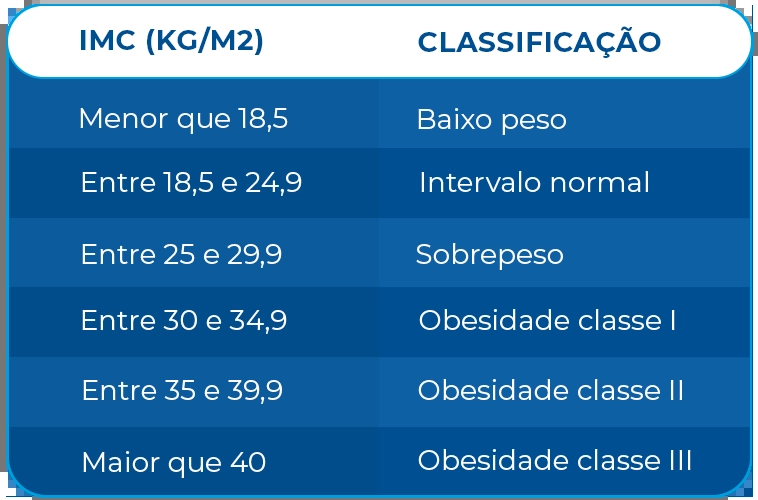 IMC (KG/M2) CLASSIFICAÇÃO
Menor que 18,5 Baixo peso
Entre 18,5 e 24,9 Intervalo normal
Entre 25 e 29,9 Sobrepeso
Entre 30 e 34,9 Obesidade classe I
Entre 35 e 39,9 Obesidade classe II
Maior que 40 Obesidade classe III